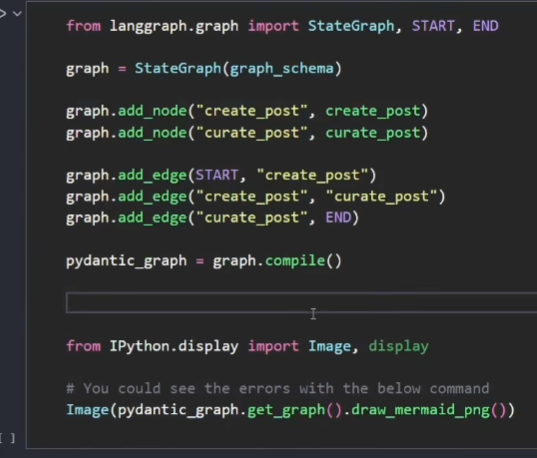 from langgraph.graph import StateGraph, START, END
graph = StateGraph(graph_schema)
graph.add_node("create_post", create_post)
graph.add_node("curate_post", curate_post)
graph.add_edge(START, "create_post")
graph.add_edge("create_post", "curate_post")
graph.add_edge("curate_post", END)
pydantic_graph = graph.compile()
from IPython.display import Image, display
# You could see the errors with the below command
Image(pydantic_graph.get_graph().draw_mermaid_png())
[ ]